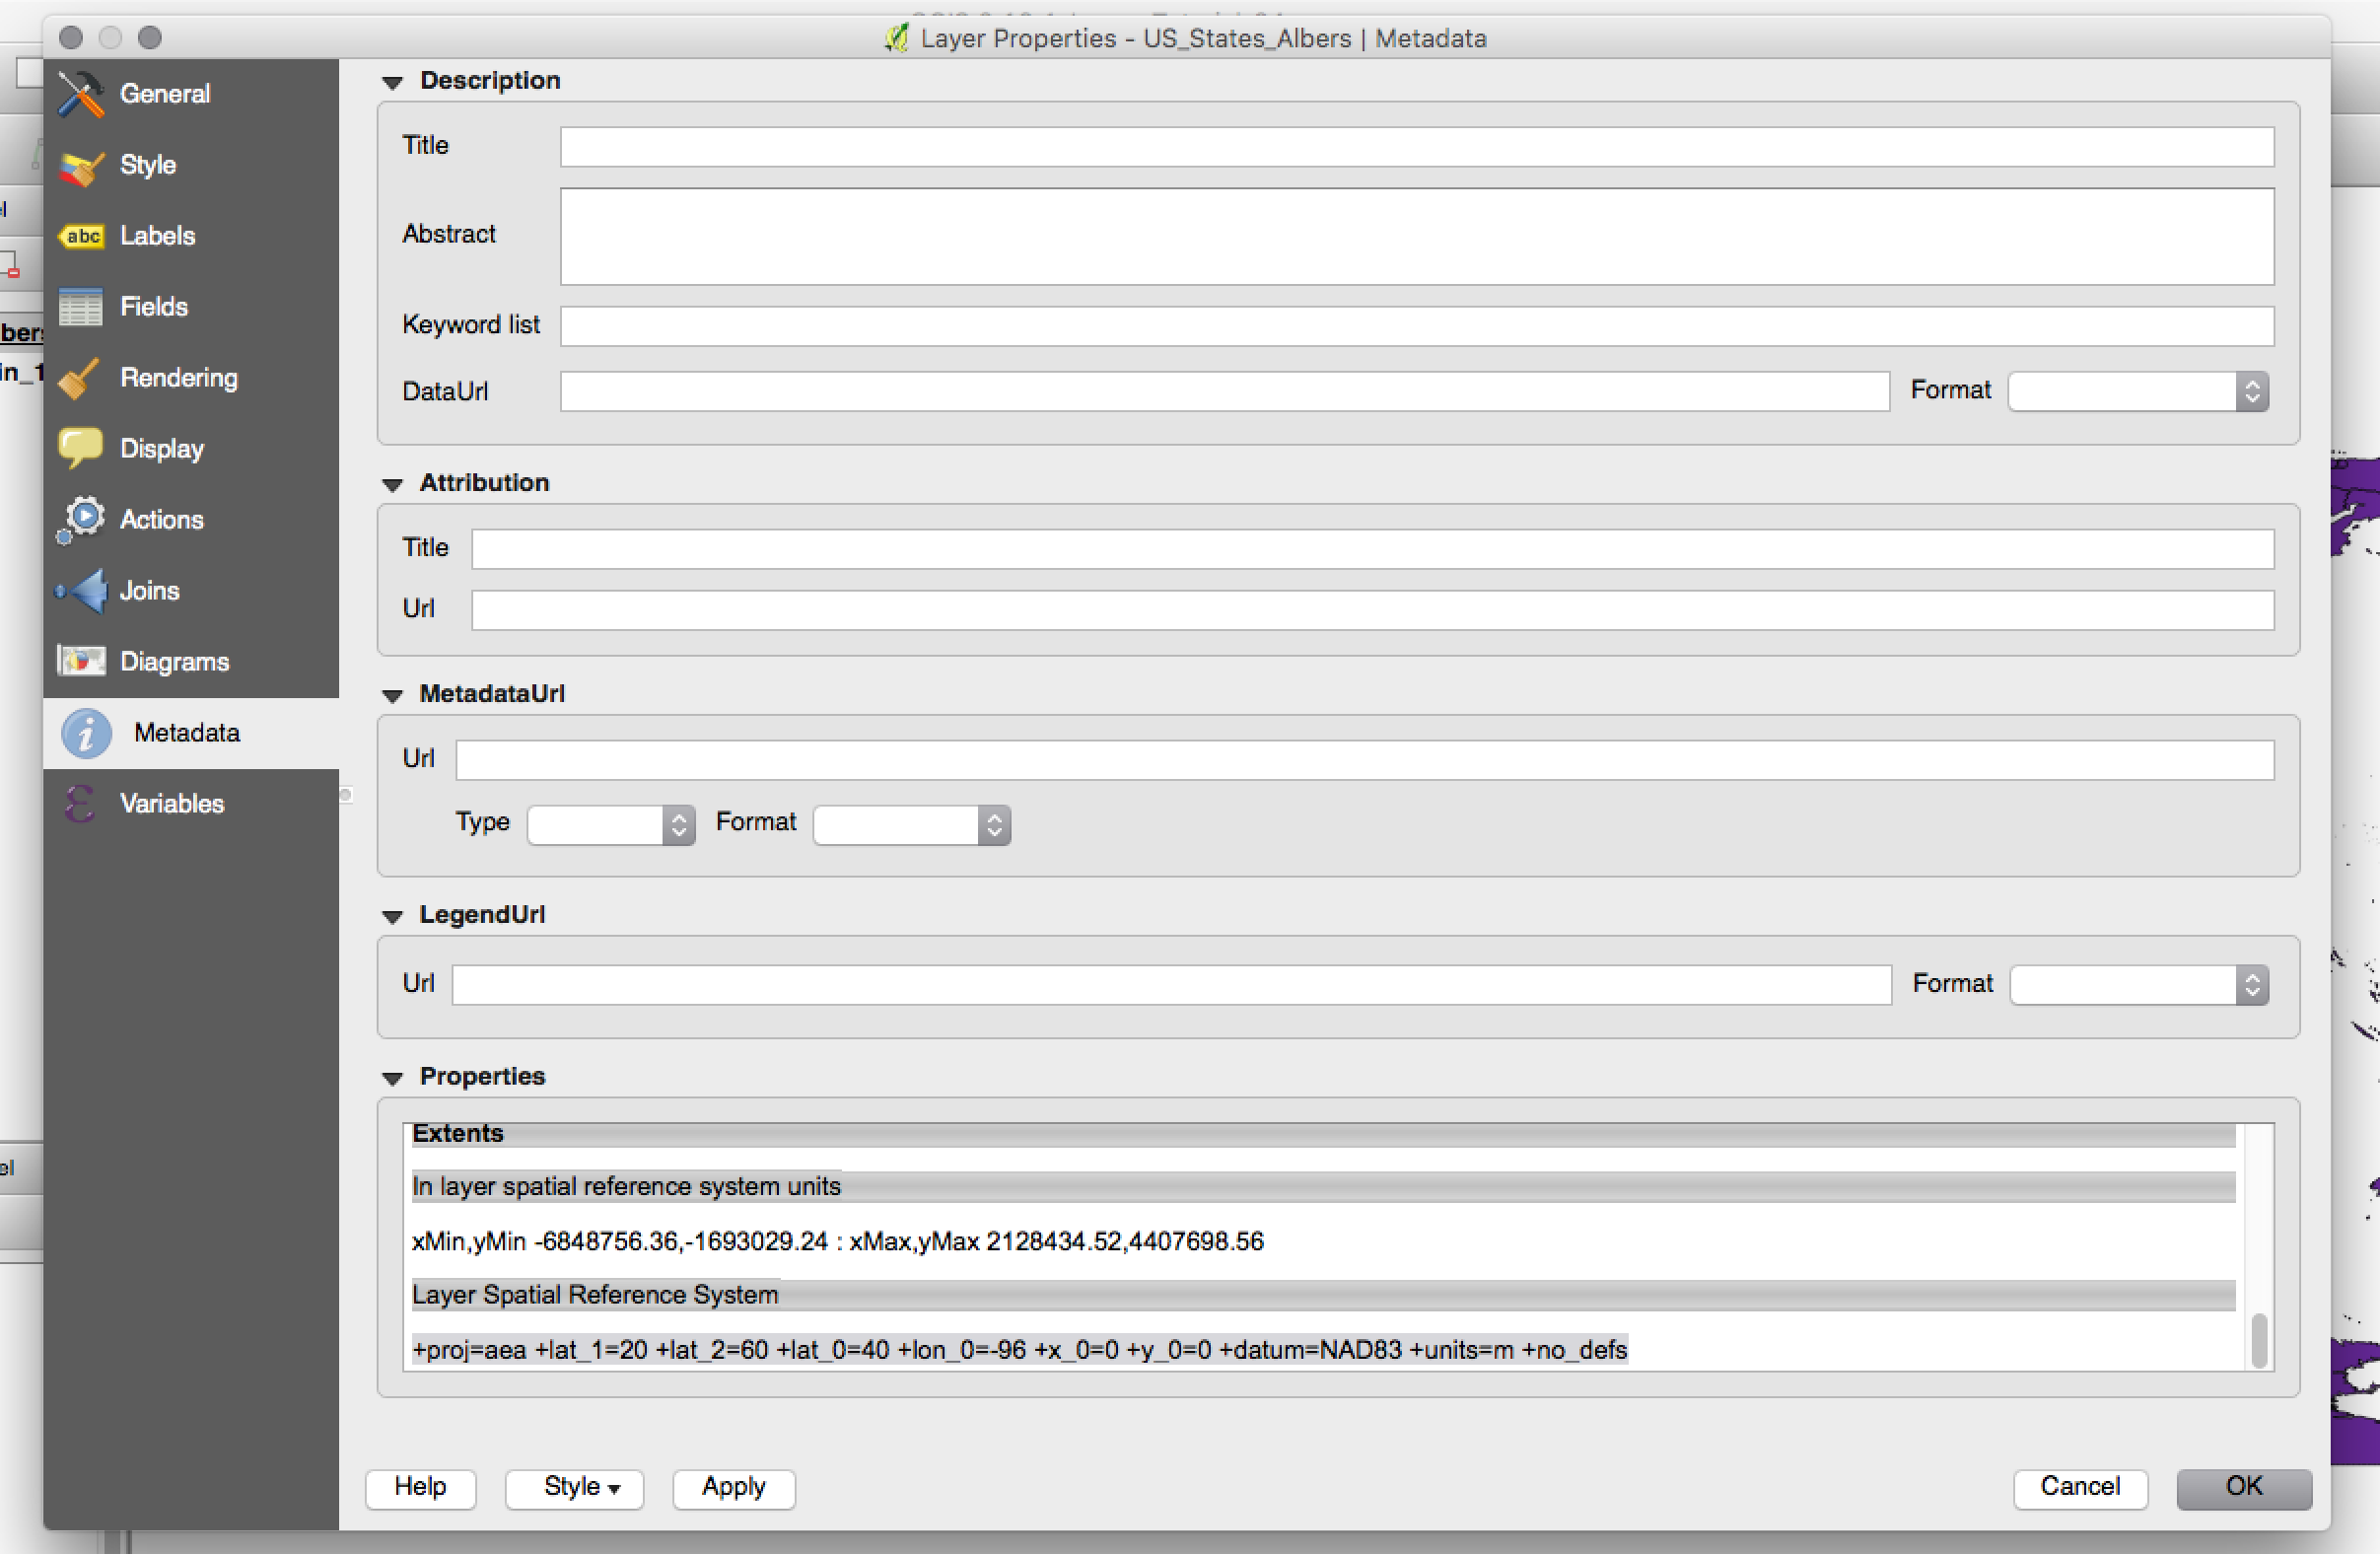 Layer Properties - US_States_Albers | Metadata
General
Style
abc Labels
Fields
Rendering
Display
Actions
Joins
Diagrams
Metadata
Variables
Description
Title
Abstract
Keyword list
DataUrl Format
Attribution
Title
Url
MetadataUrl
Url
Type Format
LegendUrl
Url Format
Properties
Extents
In layer spatial reference system units
xMin,yMin -6848756.36,-1693029.24 : xMax,yMax 2128434.52,4407698.56
Layer Spatial Reference System
+proj=aea +lat_1=20 +lat_2=60 +lat_0=40 +lon_0=-96 +x_0=0 +y_0=0 +datum=NAD83 +units=m +no_defs
Help Style Apply Cancel OK